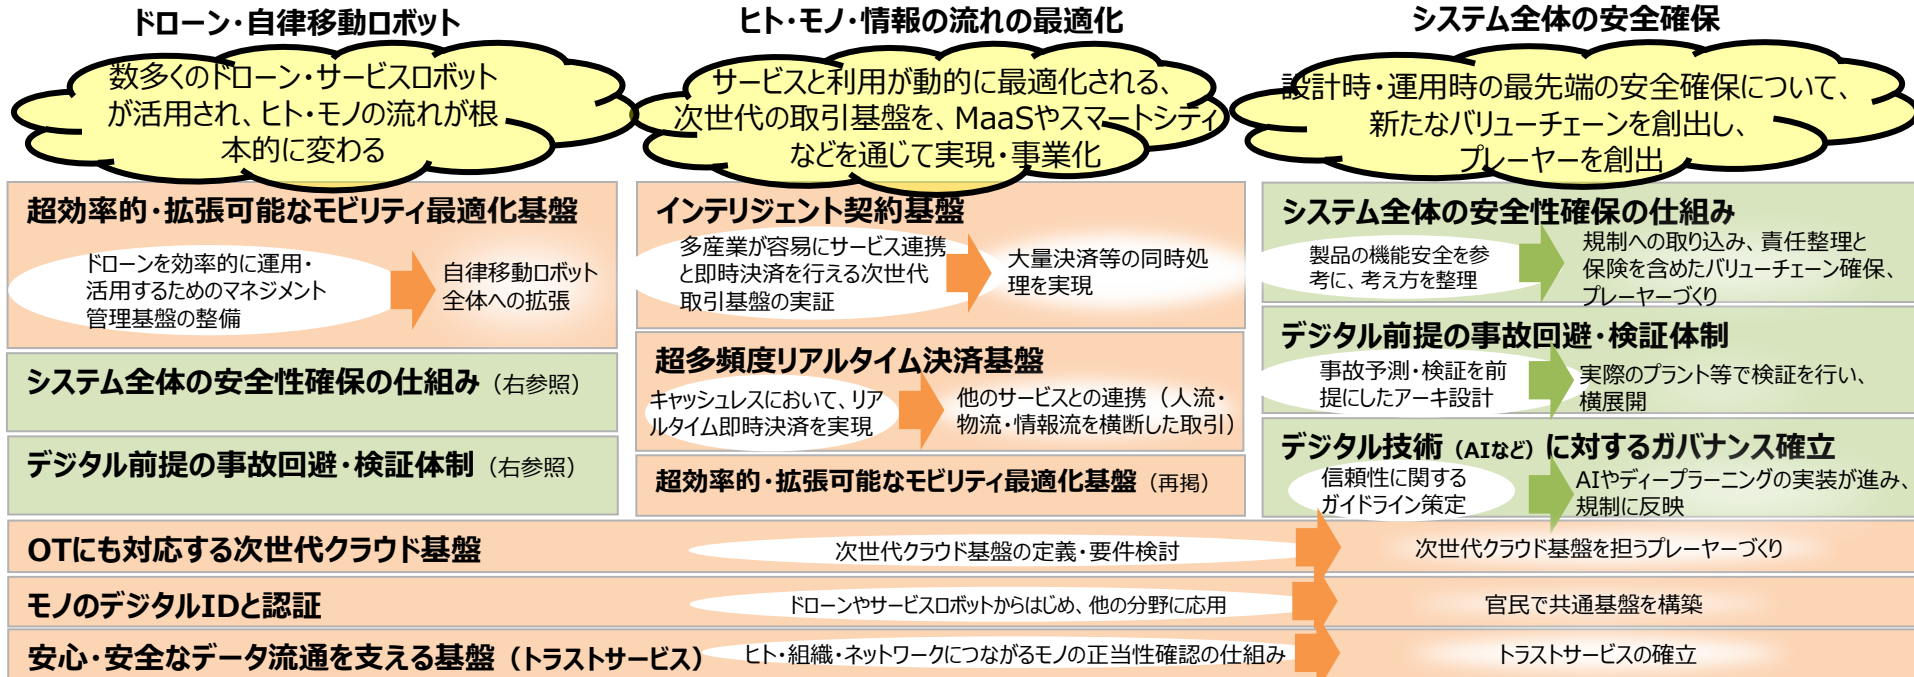 ドローン・自律移動ロボット
数多くのドローン・サービスロボット
が活用され、ヒト・モノの流れが根
本的に変わる
超効率的・拡張可能なモビリティ最適化基盤
ドローンを効率的に運用・
活用するためのマネジメント
管理基盤の整備
自律移動ロボット
全体への拡張
システム全体の安全性確保の仕組み（右参照）
デジタル前提の事故回避・検証体制（右参照）
ヒト・モノ・情報の流れの最適化
サービスと利用が動的に最適化される、
次世代の取引基盤を、MaaSやスマートシティ
などを通じて実現・事業化
インテリジェント契約基盤
多産業が容易にサービス連携
と即時決済を行える次世代
取引基盤の実証
大量決済等の同時処
理を実現
超多頻度リアルタイム決済基盤
キャッシュレスにおいて、リア
ルタイム即時決済を実現
他のサービスとの連携（人流・
物流・情報流を横断した取引）
超効率的・拡張可能なモビリティ最適化基盤（再掲）
システム全体の安全確保
設計時・運用時の最先端の安全確保について、
新たなバリューチェーンを創出し、
プレーヤーを創出
システム全体の安全性確保の仕組み
製品の機能安全を参
考に、考え方を整理
規制への取り込み、責任整理と
保険を含めたバリューチェーン確保、
プレーヤーづくり
デジタル前提の事故回避・検証体制
事故予測・検証を前
提にしたアーキ設計
実際のプラント等で検証を行い、
横展開
デジタル技術（AIなど）に対するガバナンス確立
信頼性に関する
ガイドライン策定
AIやディープラーニングの実装が進み、
規制に反映
OTにも対応する次世代クラウド基盤
次世代クラウド基盤の定義・要件検討
次世代クラウド基盤を担うプレーヤーづくり
モノのデジタルIDと認証
ドローンやサービスロボットからはじめ、他の分野に応用
官民で共通基盤を構築
安心・安全なデータ流通を支える基盤（トラストサービス）
ヒト・組織・ネットワークにつながるモノの正当性確認の仕組み
トラストサービスの確立